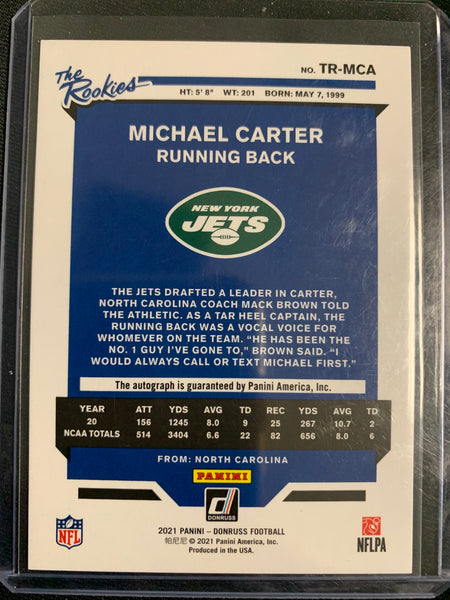 The Rookies
NO. TR-MCA
HT: 5' 8" WT: 201 BORN: MAY 7, 1999
MICHAEL CARTER
RUNNING BACK
NEW YORK
JETS
THE JETS DRAFTED A LEADER IN CARTER,
NORTH CAROLINA COACH MACK BROWN TOLD
THE ATHLETIC. AS A TAR HEEL CAPTAIN, THE
RUNNING BACK WAS A VOCAL VOICE FOR
WHOMEVER ON THE TEAM. "HE HAS BEEN THE
NO. 1 GUY I'VE GONE TO," BROWN SAID. "I
WOULD ALWAYS CALL OR TEXT MICHAEL FIRST."
The autograph is guaranteed by Panini America, Inc.
YEAR ATT YDS AVG TD REC YDS AVG TD
20 156 1245 8.0 9 25 267 10.7 2
NCAA TOTALS 514 3404 6.6 22 82 656 8.0 6
FROM: NORTH CAROLINA
PANINI
DONRUSS
2021 PANINI – DONRUSS FOOTBALL
帕尼尼 © 2021 Panini America, Inc.
Produced in the USA.
NFL
NFLPA